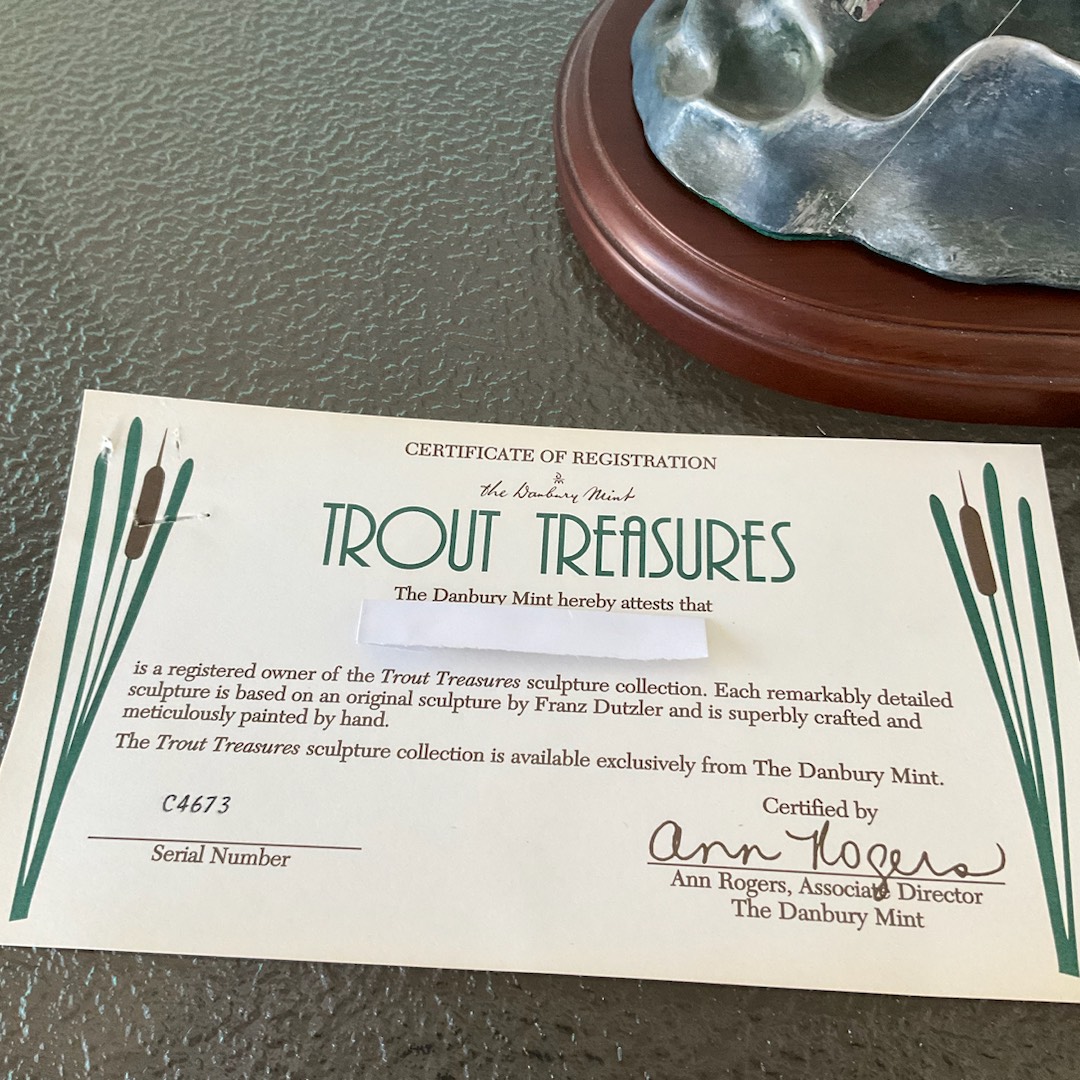 CERTIFICATE OF REGISTRATION
DM
the Danbury Mint
TROUT TREASURES
The Danbury Mint hereby attests that
is a registered owner of the Trout Treasures sculpture collection. Each remarkably detailed
sculpture is based on an original sculpture by Franz Dutzler and is superbly crafted and
meticulously painted by hand.
The Trout Treasures sculpture collection is available exclusively from The Danbury Mint.
C4673
Serial Number
Certified by
Ann Rogers
Ann Rogers, Associate Director
The Danbury Mint